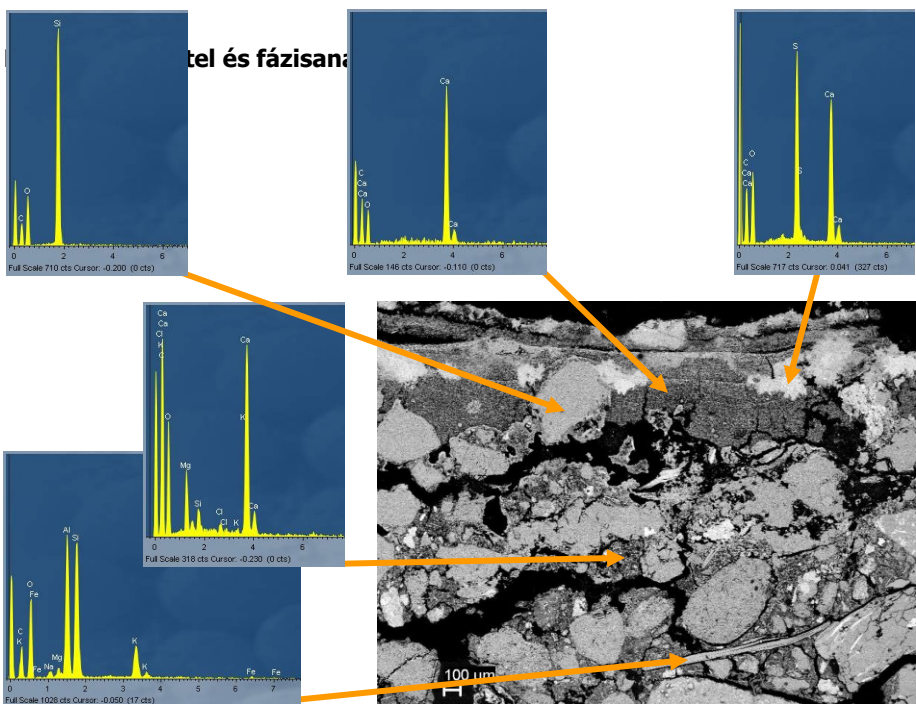 tel és fázisana
Si
O
C
0 2 4 6
Full Scale 710 cts Cursor: -0.200 (0 cts)
Ca
C
Ca
Ca
O
Ca
0 2 4 6
Full Scale 146 cts Cursor: -0.110 (0 cts)
S
Ca
O
C
Ca
Ca
S
Ca
0 2 4 6
Full Scale 717 cts Cursor: 0.041 (327 cts)
Ca
Ca
Cl
K
C
Ca
O
K
Mg
Si
Cl
Cl
K
Ca
0 2 4 6
Full Scale 318 cts Cursor: -0.230 (0 cts)
Al
Si
O
Fe
C
K
K
Fe
Na
Mg
K
Fe
Fe
0 1 2 3 4 5 6 7
Full Scale 1026 cts Cursor: -0.050 (17 cts)
100 µm